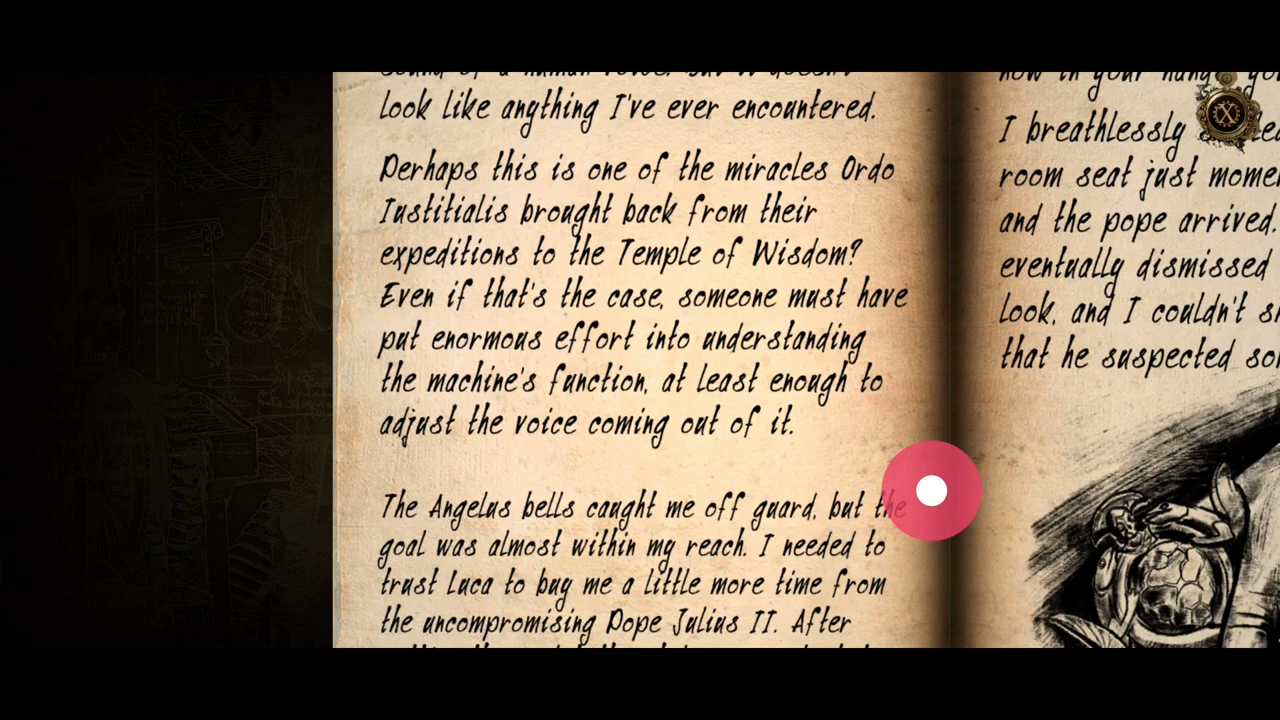 look like anything I've ever encountered.
Perhaps this is one of the miracles Ordo
Iustitialis brought back from their
expeditions to the Temple of Wisdom?
Even if that's the case, someone must have
put enormous effort into understanding
the machine's function, at least enough to
adjust the voice coming out of it.
The Angelus bells caught me off guard, but the
goal was almost within my reach. I needed to
trust Luca to buy me a little more time from
the uncompromising Pope Julius II. After
now in your hand
I breathlessly
room seat just
and the pope arrived.
eventually dismissed
look, and I couldn't
that he suspected
X